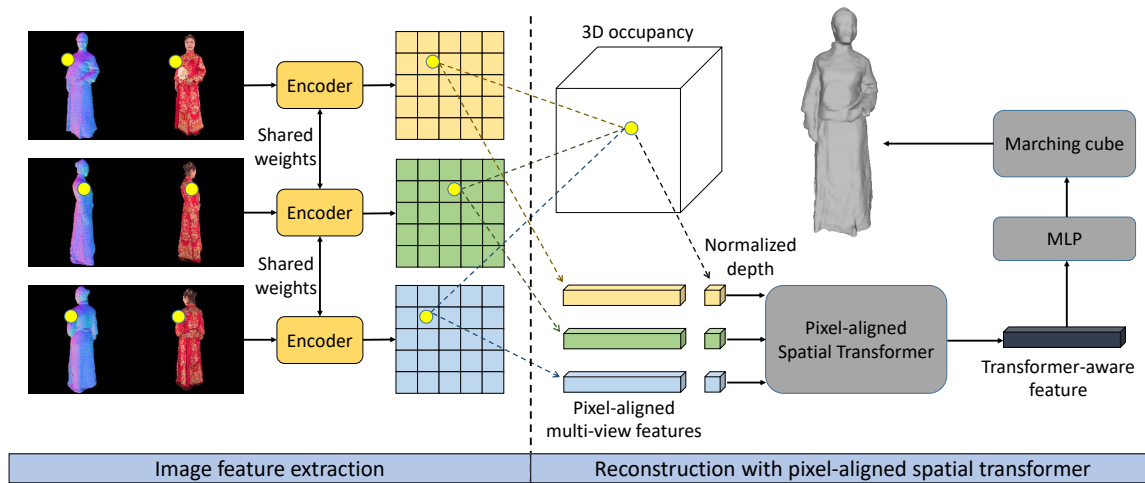 3D occupancy
Encoder
Shared
weights
Encoder
Shared
weights
Encoder
Normalized
depth
Pixel-aligned
multi-view features
Pixel-aligned
Spatial Transformer
Marching cube
MLP
Transformer-aware
feature
Image feature extraction
Reconstruction with pixel-aligned spatial transformer